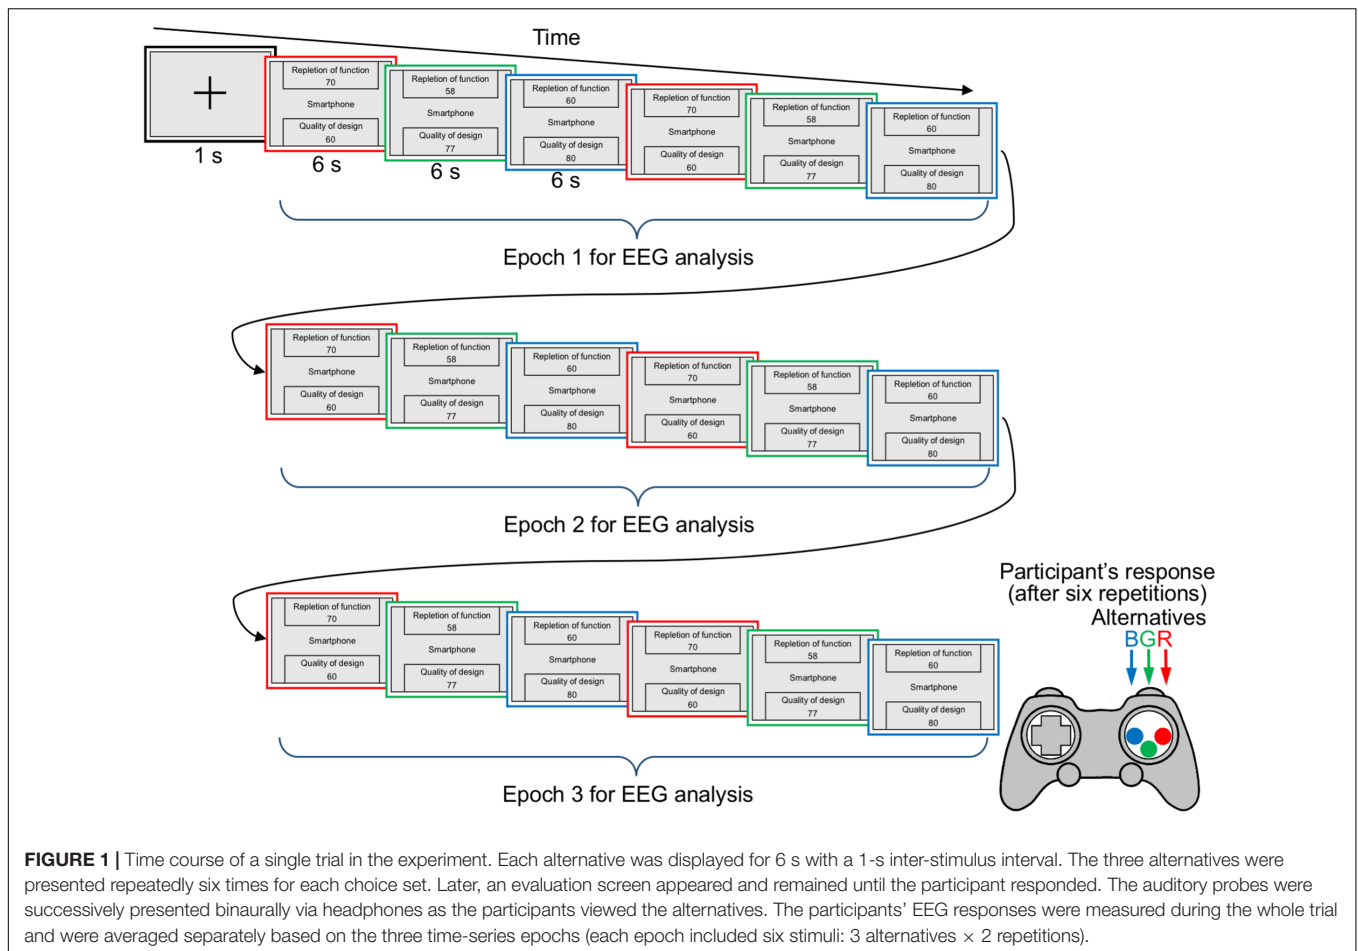 Time
1 s
Repletion of function
70
Smartphone
Quality of design
60
6 s
Repletion of function
58
Smartphone
Quality of design
77
6 s
Repletion of function
60
Smartphone
Quality of design
80
6 s
Repletion of function
70
Smartphone
Quality of design
60
Repletion of function
58
Smartphone
Quality of design
77
Repletion of function
60
Smartphone
Quality of design
80
Epoch 1 for EEG analysis
Repletion of function
70
Smartphone
Quality of design
60
Repletion of function
58
Smartphone
Quality of design
77
Repletion of function
60
Smartphone
Quality of design
80
Repletion of function
70
Smartphone
Quality of design
60
Repletion of function
58
Smartphone
Quality of design
77
Repletion of function
60
Smartphone
Quality of design
80
Epoch 2 for EEG analysis
Repletion of function
70
Smartphone
Quality of design
60
Repletion of function
58
Smartphone
Quality of design
77
Repletion of function
60
Smartphone
Quality of design
80
Repletion of function
70
Smartphone
Quality of design
60
Repletion of function
58
Smartphone
Quality of design
77
Repletion of function
60
Smartphone
Quality of design
80
Epoch 3 for EEG analysis
Participant's response
(after six repetitions)
Alternatives
BGR
FIGURE 1 | Time course of a single trial in the experiment. Each alternative was displayed for 6 s with a 1-s inter-stimulus interval. The three alternatives were
presented repeatedly six times for each choice set. Later, an evaluation screen appeared and remained until the participant responded. The auditory probes were
successively presented binaurally via headphones as the participants viewed the alternatives. The participants' EEG responses were measured during the whole trial
and were averaged separately based on the three time-series epochs (each epoch included six stimuli: 3 alternatives × 2 repetitions).